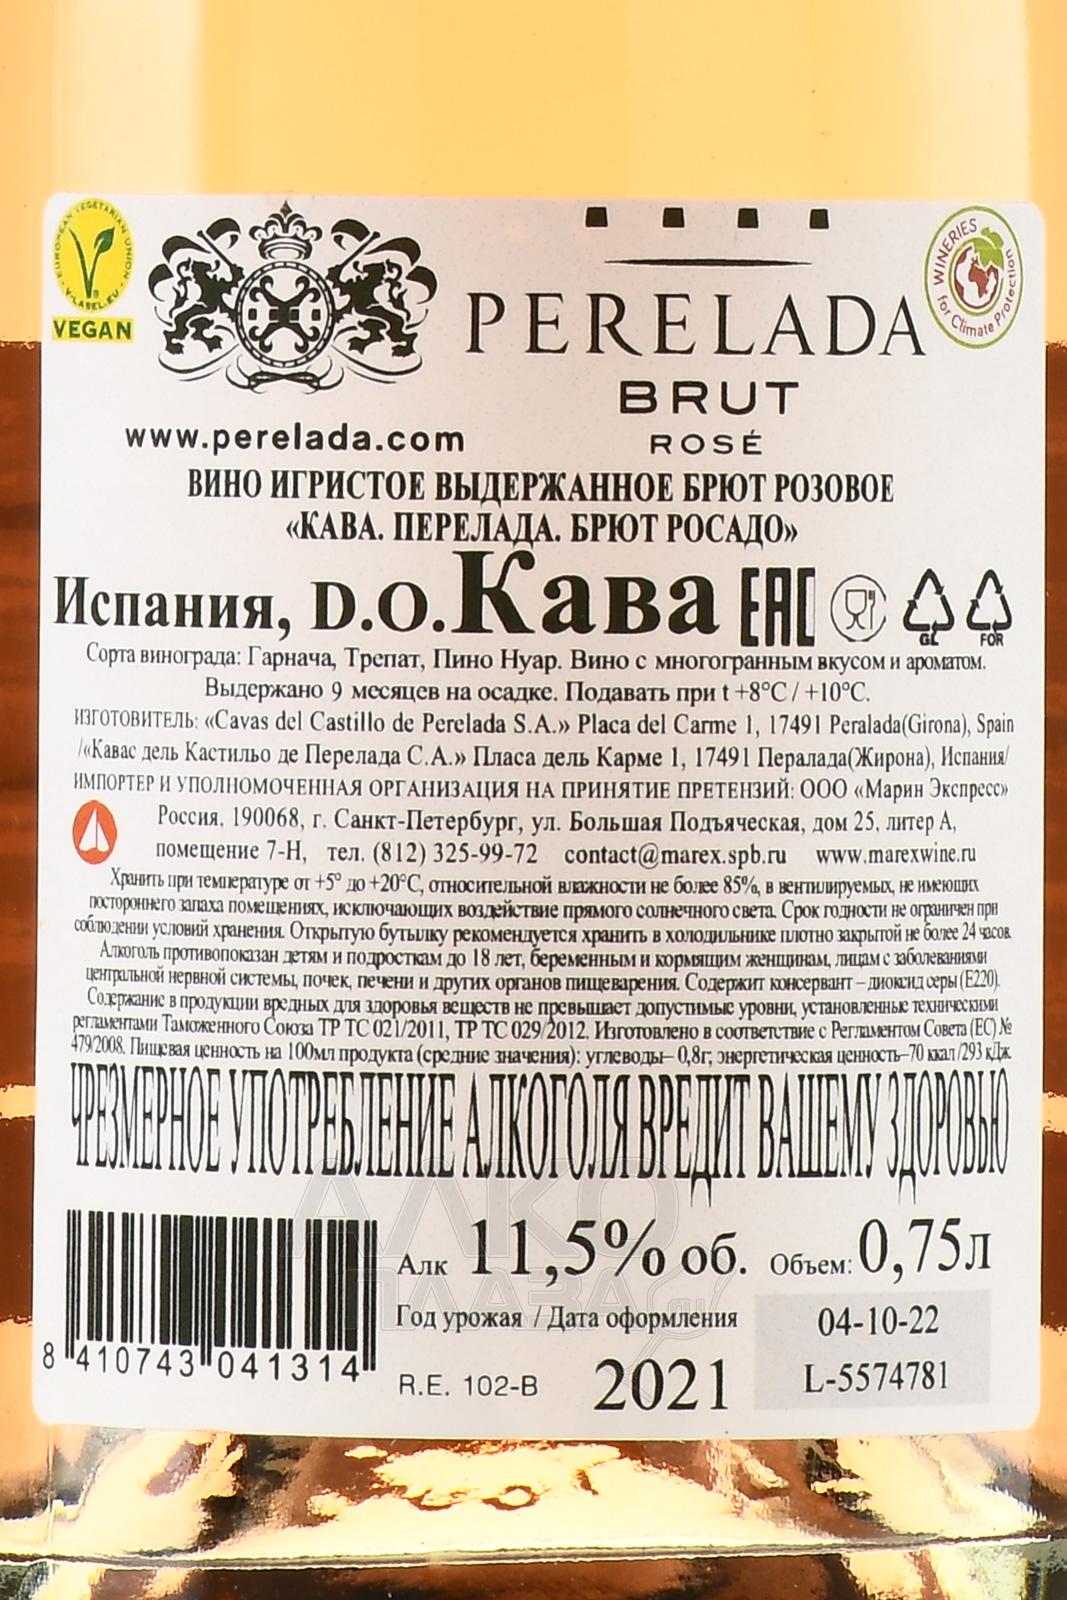 EUROPEAN VEGETARIAN UNION
V-LABEL.EU
VEGAN
PERELADA
WINERIES
for Climate Protection
BRUT
www.perelada.com
ROSÉ
ВИНО ИГРИСТОЕ ВЫДЕРЖАННОЕ БРЮТ РОЗОВОЕ
«КАВА. ПЕРЕЛАДА. БРЮТ РОСАДО»
Испания, D.O.Кава EAC
GL FOR
Сорта винограда: Гарнача, Трепат, Пино Нуар. Вино с многогранным вкусом и ароматом.
Выдержано 9 месяцев на осадке. Подавать при t +8°C / +10°C.
ИЗГОТОВИТЕЛЬ: «Cavas del Castillo de Perelada S.A.» Placa del Carme 1, 17491 Peralada(Girona), Spain
/«Кавас дель Кастильо де Перелада С.А.» Пласа дель Карме 1, 17491 Пералада(Жирона), Испания/
ИМПОРТЕР И УПОЛНОМОЧЕННАЯ ОРГАНИЗАЦИЯ НА ПРИНЯТИЕ ПРЕТЕНЗИЙ: ООО «Марин Экспресс»
Россия, 190068, г. Санкт-Петербург, ул. Большая Подъяческая, дом 25, литер А,
помещение 7-Н, тел. (812) 325-99-72 contact@marex.spb.ru www.marexwine.ru
Хранить при температуре от +5° до +20°C, относительной влажности не более 85%, в вентилируемых, не имеющих
постороннего запаха помещениях, исключающих воздействие прямого солнечного света. Срок годности не ограничен при
соблюдении условий хранения. Открытую бутылку рекомендуется хранить в холодильнике плотно закрытой не более 24 часов.
Алкоголь противопоказан детям и подросткам до 18 лет, беременным и кормящим женщинам, лицам с заболеваниями
центральной нервной системы, почек, печени и других органов пищеварения. Содержит консервант – диоксид серы (E220).
Содержание в продукции вредных для здоровья веществ не превышает допустимые уровни, установленные техническими
регламентами Таможенного Союза ТР ТС 021/2011, ТР ТС 029/2012. Изготовлено в соответствие с Регламентом Совета (ЕС) №
479/2008. Пищевая ценность на 100мл продукта (средние значения): углеводы– 0,8г; энергетическая ценность–70 ккал /293 кДж.
ЧРЕЗМЕРНОЕ УПОТРЕБЛЕНИЕ АЛКОГОЛЯ ВРЕДИТ ВАШЕМУ ЗДОРОВЬЮ
АЛКО
ПЛАЗА.ru
Алк 11,5% об. Объем: 0,75л
Год урожая / Дата оформления
04-10-22
8 410743 041314
R.E. 102-B
2021
L-5574781